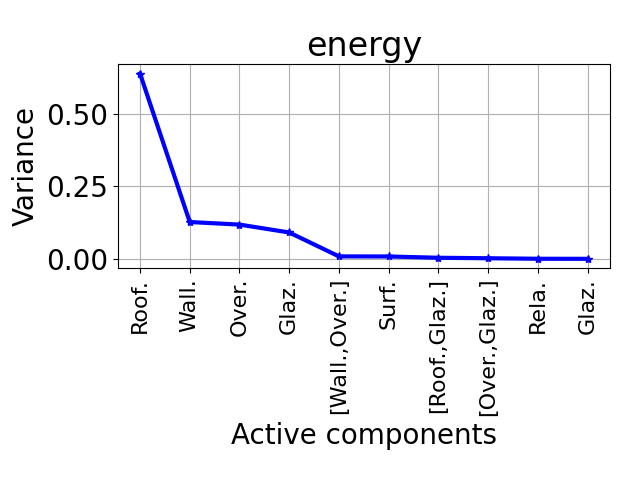 energy
Variance
0.50
0.25
0.00
Roof.
Wall.
Over.
Glaz.
[Wall.,Over.]
Surf.
[Roof.,Glaz.]
[Over.,Glaz.]
Rela.
Glaz.
Active components